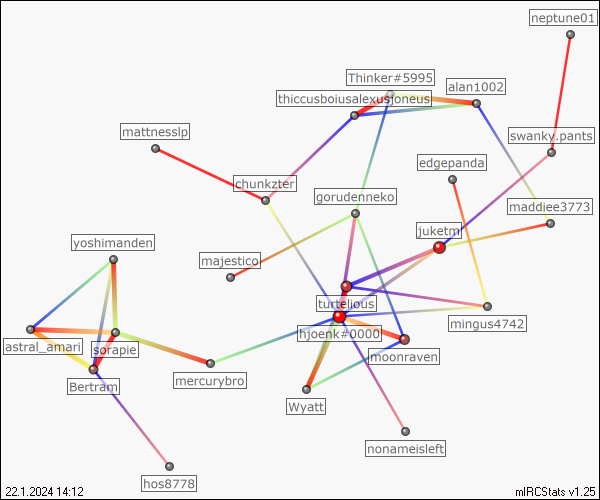 neptune01
Thinker#5995
alan1002
thiccusboiusalexusjoneus
mattnesslp
swanky.pants
edgepanda
chunkzter
gorudenneko
maddiee3773
juketm
yoshimanden
majestico
turtelious
mingus4742
hjoenk#0000
astral_amari
sorapie
moonraven
mercurybro
Bertram
Wyatt
nonameisleft
hos8778
22.1.2024 14:12
mIRCStats v1.25